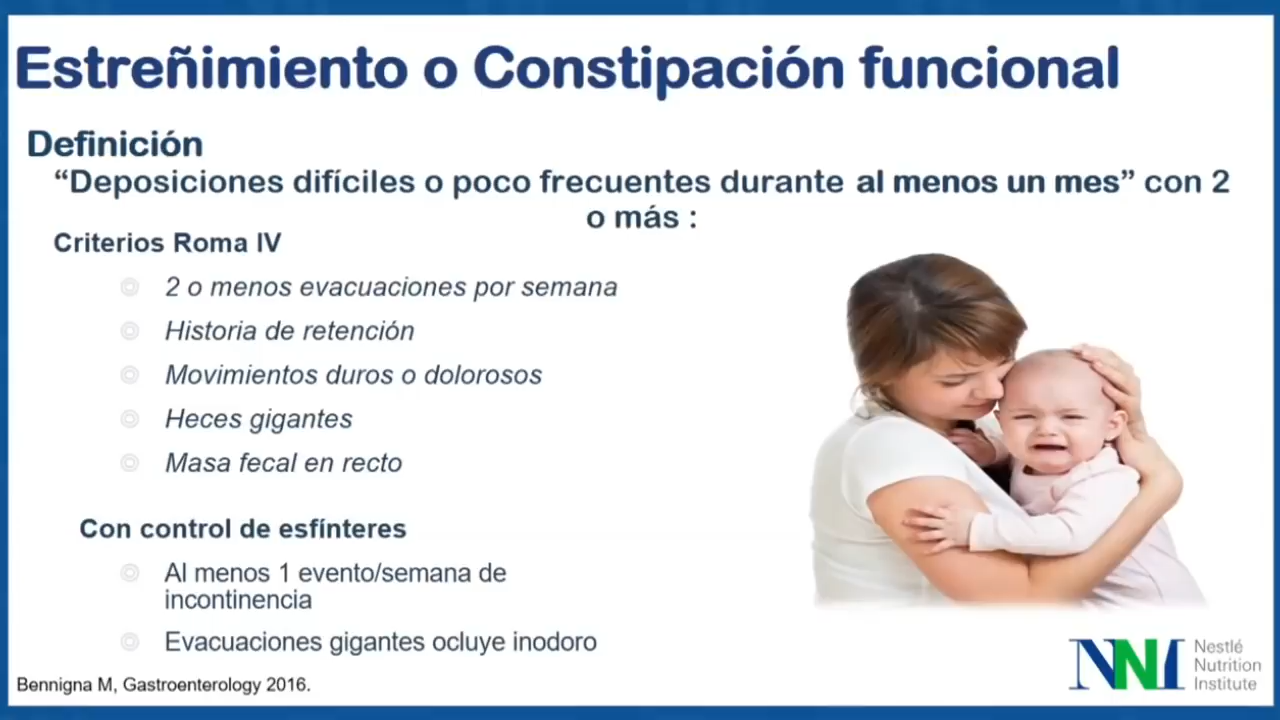 Estreñimiento o Constipación funcional
Definición
“Deposiciones difíciles o poco frecuentes durante al menos un mes” con 2
o más :
Criterios Roma IV
2 o menos evacuaciones por semana
Historia de retención
Movimientos duros o dolorosos
Heces gigantes
Masa fecal en recto
Con control de esfínteres
Al menos 1 evento/semana de
incontinencia
Evacuaciones gigantes ocluye inodoro
Bennigna M, Gastroenterology 2016.
NNI
Nestlé
Nutrition
Institute